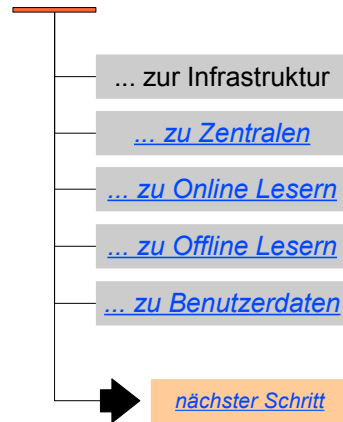 ... zur Infrastruktur
... zu Zentralen
... zu Online Lesern
... zu Offline Lesern
... zu Benutzerdaten
nächster Schritt